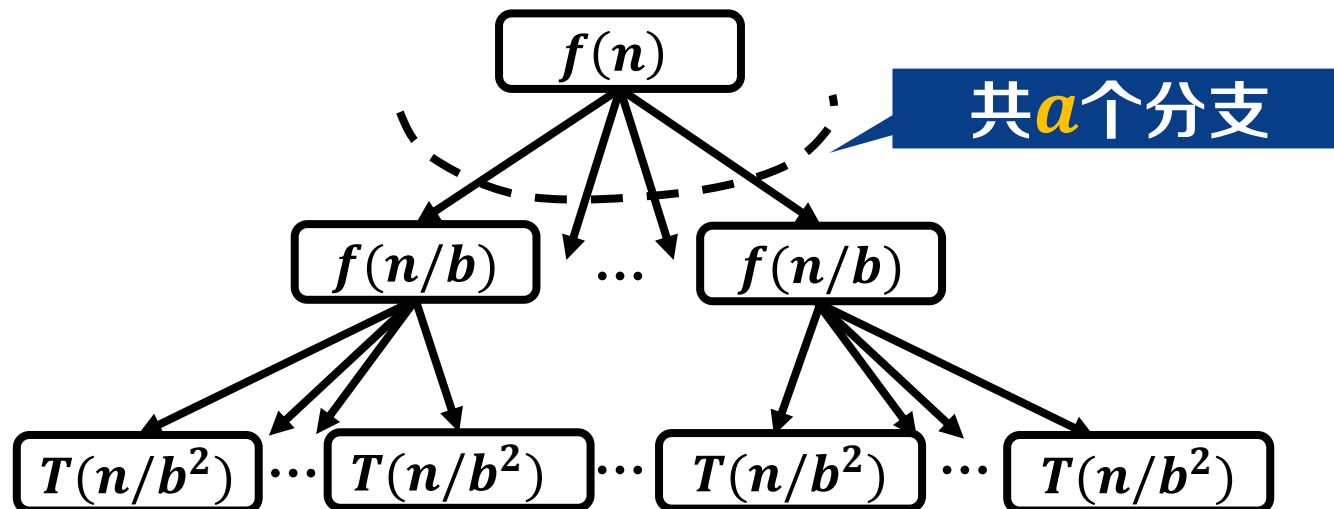 f(n)
共a个分支
f(n/b) ... f(n/b)
T(n/b²) ... T(n/b²) ... T(n/b²) ... T(n/b²)